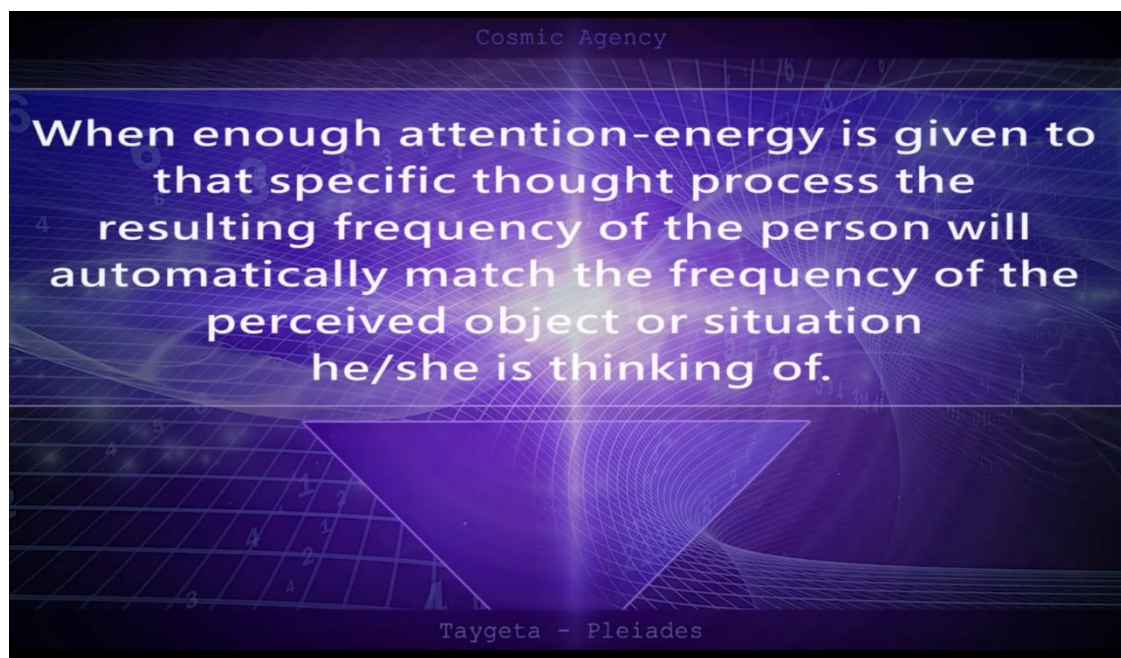 Cosmic Agency
When enough attention-energy is given to
that specific thought process the
resulting frequency of the person will
automatically match the frequency of the
perceived object or situation
he/she is thinking of.
Taygeta - Pleiades